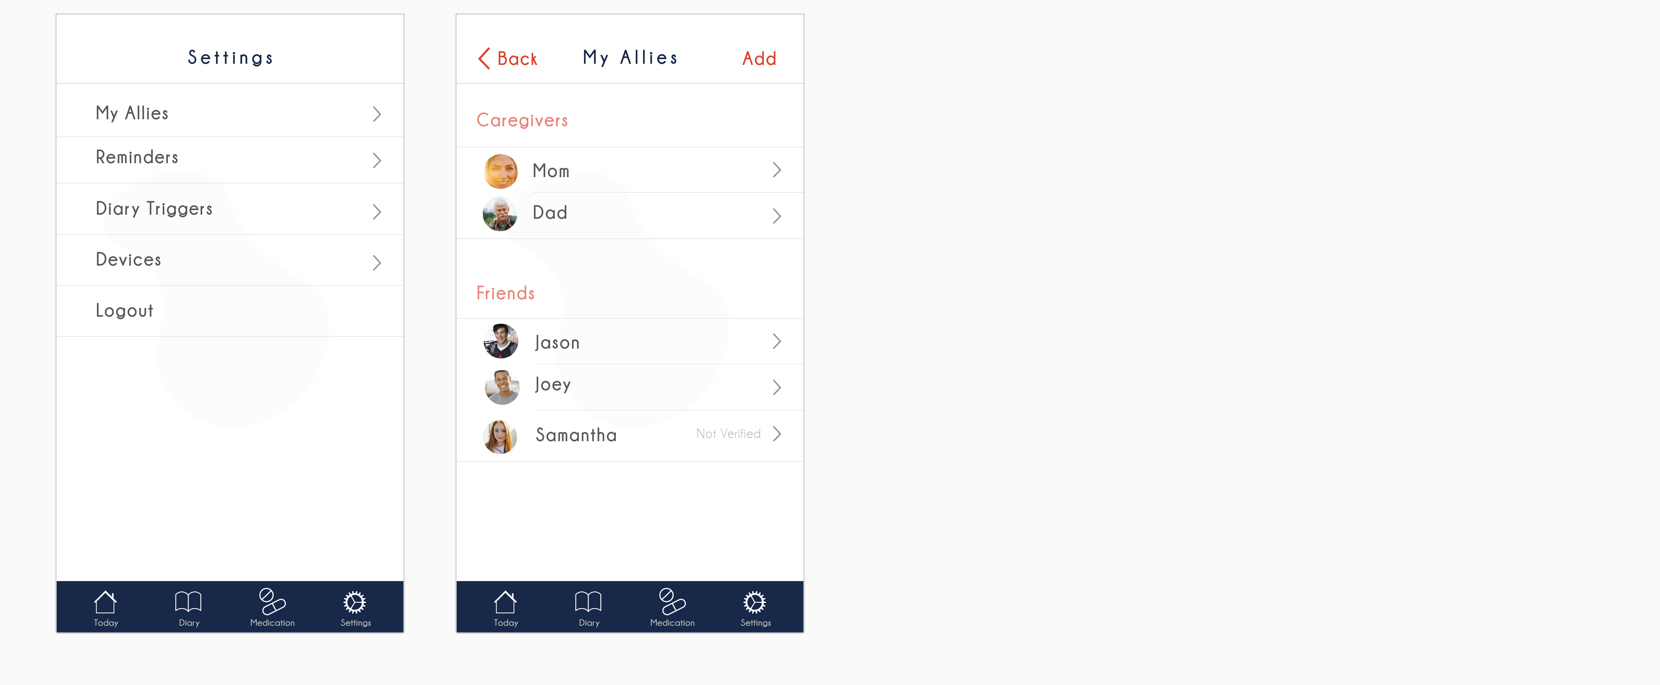 Settings
My Allies
Reminders
Diary Triggers
Devices
Logout
Today Diary Medication Settings
Back My Allies Add
Caregivers
Mom
Dad
Friends
Jason
Joey
Samantha Not Verified
Today Diary Medication Settings